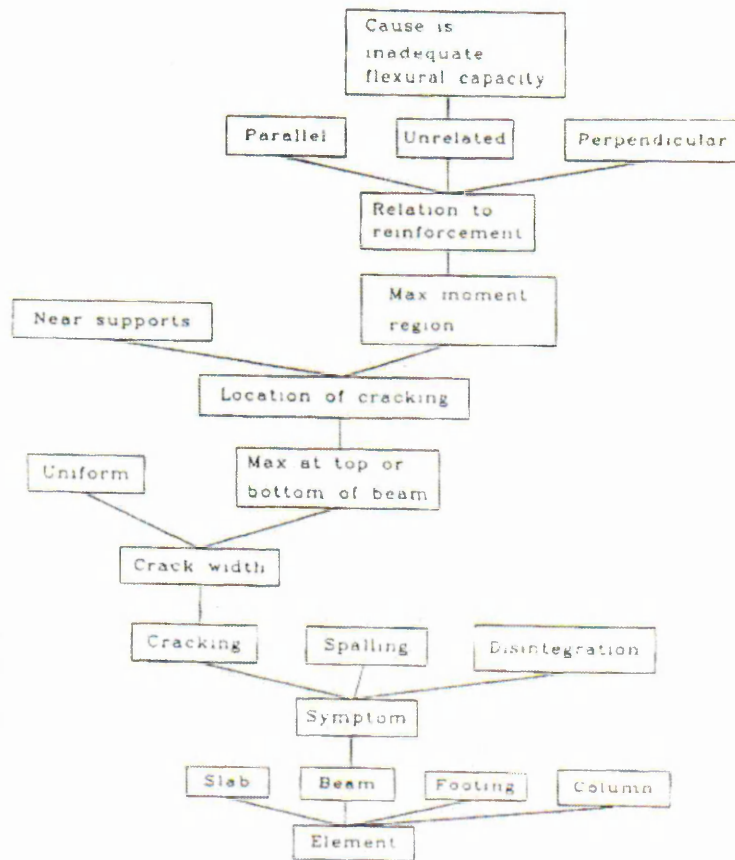 Cause is
inadequate
flexural capacity
Parallel
Unrelated
Perpendicular
Relation to
reinforcement
Max moment
region
Near supports
Location of cracking
Uniform
Max at top or
bottom of beam
Crack width
Cracking
Spalling
Disintegration
Symptom
Slab
Beam
Footing
Column
Element